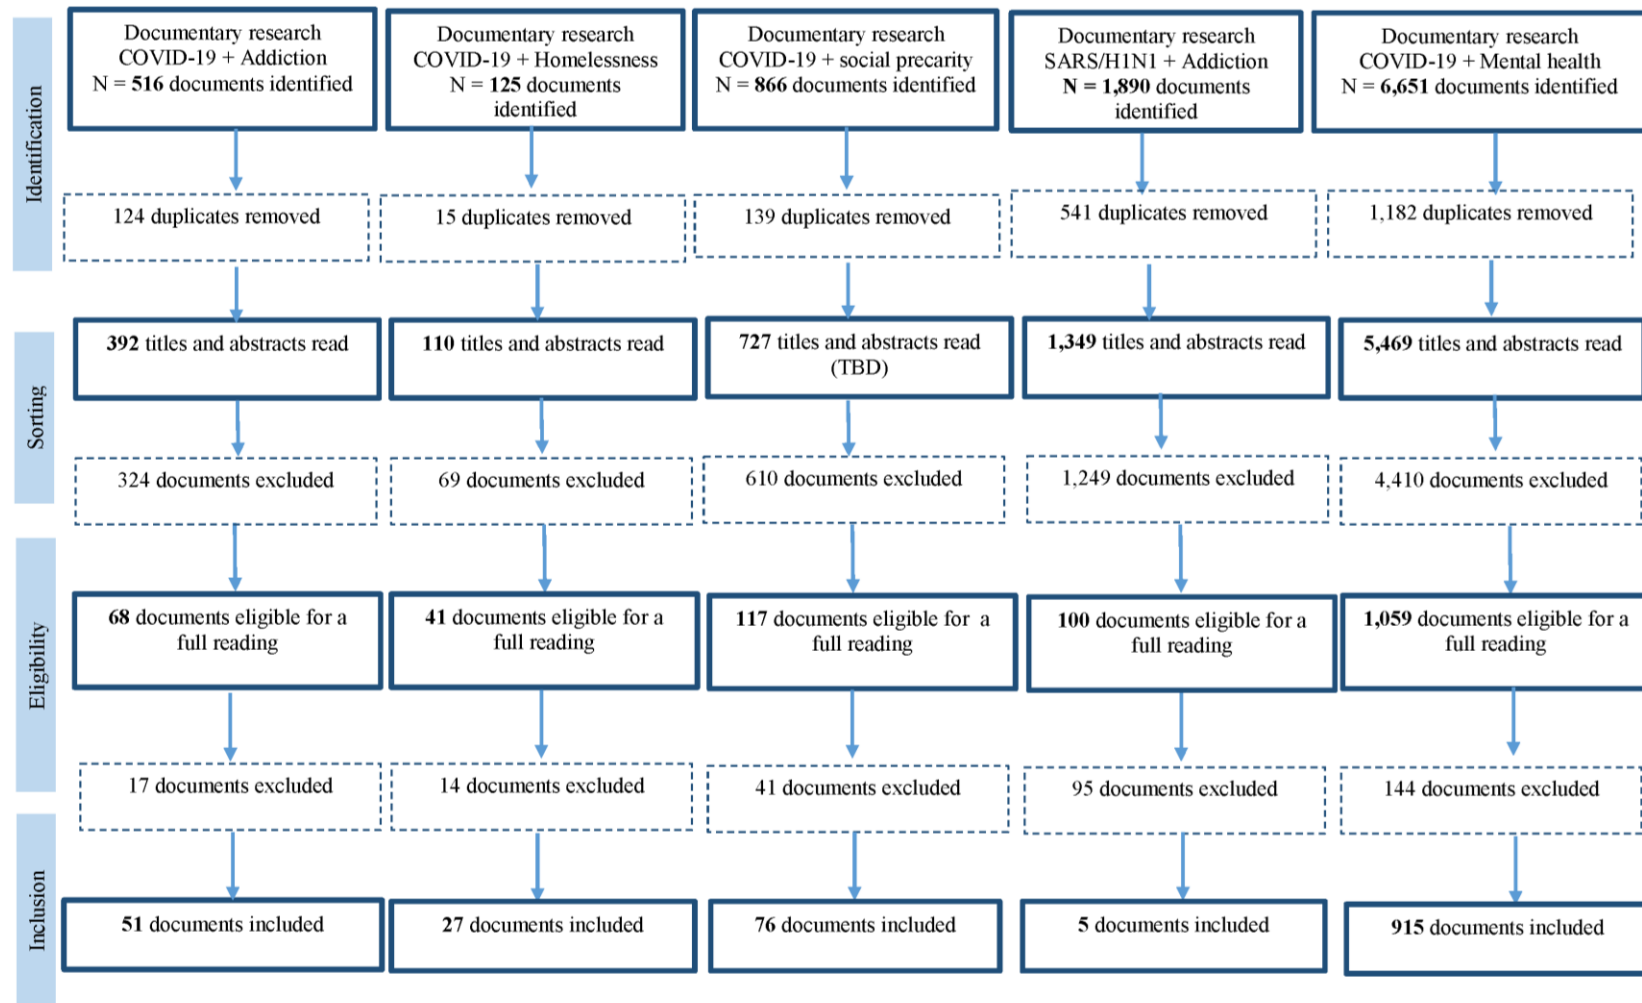 Identification
Documentary research
COVID-19 + Addiction
N = 516 documents identified
Documentary research
COVID-19 + Homelessness
N = 125 documents
identified
Documentary research
COVID-19 + social precarity
N = 866 documents identified
Documentary research
SARS/H1N1 + Addiction
N = 1,890 documents
identified
Documentary research
COVID-19 + Mental health
N = 6,651 documents identified
124 duplicates removed
15 duplicates removed
139 duplicates removed
541 duplicates removed
1,182 duplicates removed
Sorting
392 titles and abstracts read
110 titles and abstracts read
727 titles and abstracts read
(TBD)
1,349 titles and abstracts read
5,469 titles and abstracts read
324 documents excluded
69 documents excluded
610 documents excluded
1,249 documents excluded
4,410 documents excluded
Eligibility
68 documents eligible for a
full reading
41 documents eligible for a
full reading
117 documents eligible for a
full reading
100 documents eligible for a
full reading
1,059 documents eligible for a
full reading
17 documents excluded
14 documents excluded
41 documents excluded
95 documents excluded
144 documents excluded
Inclusion
51 documents included
27 documents included
76 documents included
5 documents included
915 documents included